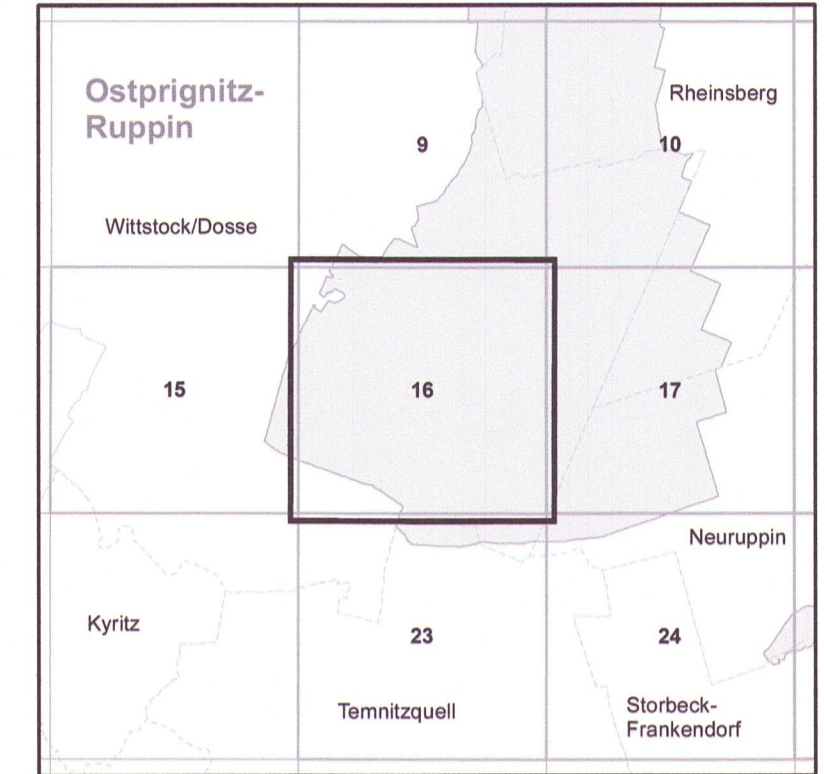 Ostprignitz-
Ruppin
Rheinsberg
9
10
Wittstock/Dosse
15
16
17
Neuruppin
Kyritz
23
24
Temnitzquell
Storbeck-
Frankendorf